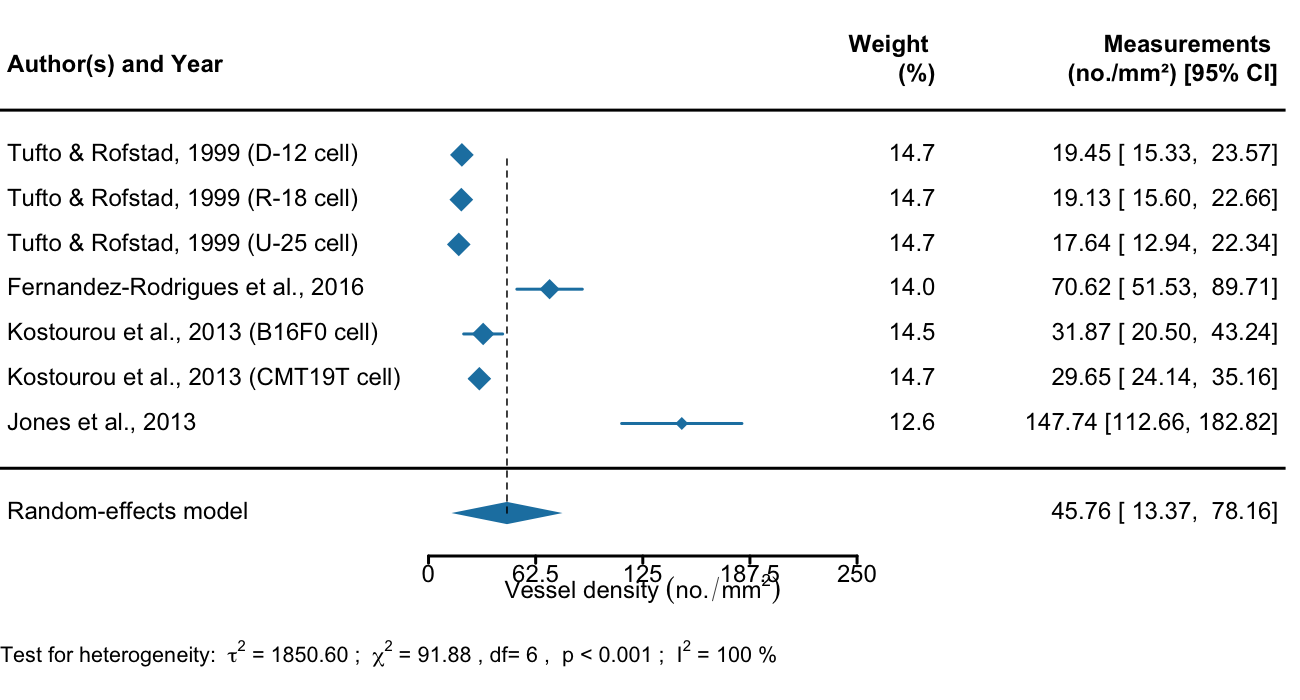 Author(s) and Year Weight (%) Measurements (no./mm²) [95% CI]
Tufto & Rofstad, 1999 (D-12 cell) 14.7 19.45 [ 15.33, 23.57]
Tufto & Rofstad, 1999 (R-18 cell) 14.7 19.13 [ 15.60, 22.66]
Tufto & Rofstad, 1999 (U-25 cell) 14.7 17.64 [ 12.94, 22.34]
Fernandez-Rodrigues et al., 2016 14.0 70.62 [ 51.53, 89.71]
Kostourou et al., 2013 (B16F0 cell) 14.5 31.87 [ 20.50, 43.24]
Kostourou et al., 2013 (CMT19T cell) 14.7 29.65 [ 24.14, 35.16]
Jones et al., 2013 12.6 147.74 [112.66, 182.82]
Random-effects model 45.76 [ 13.37, 78.16]
0 62.5 125 187.5 250
Vessel density (no./mm²)
Test for heterogeneity: τ² = 1850.60 ; χ² = 91.88 , df= 6 , p < 0.001 ; I² = 100 %